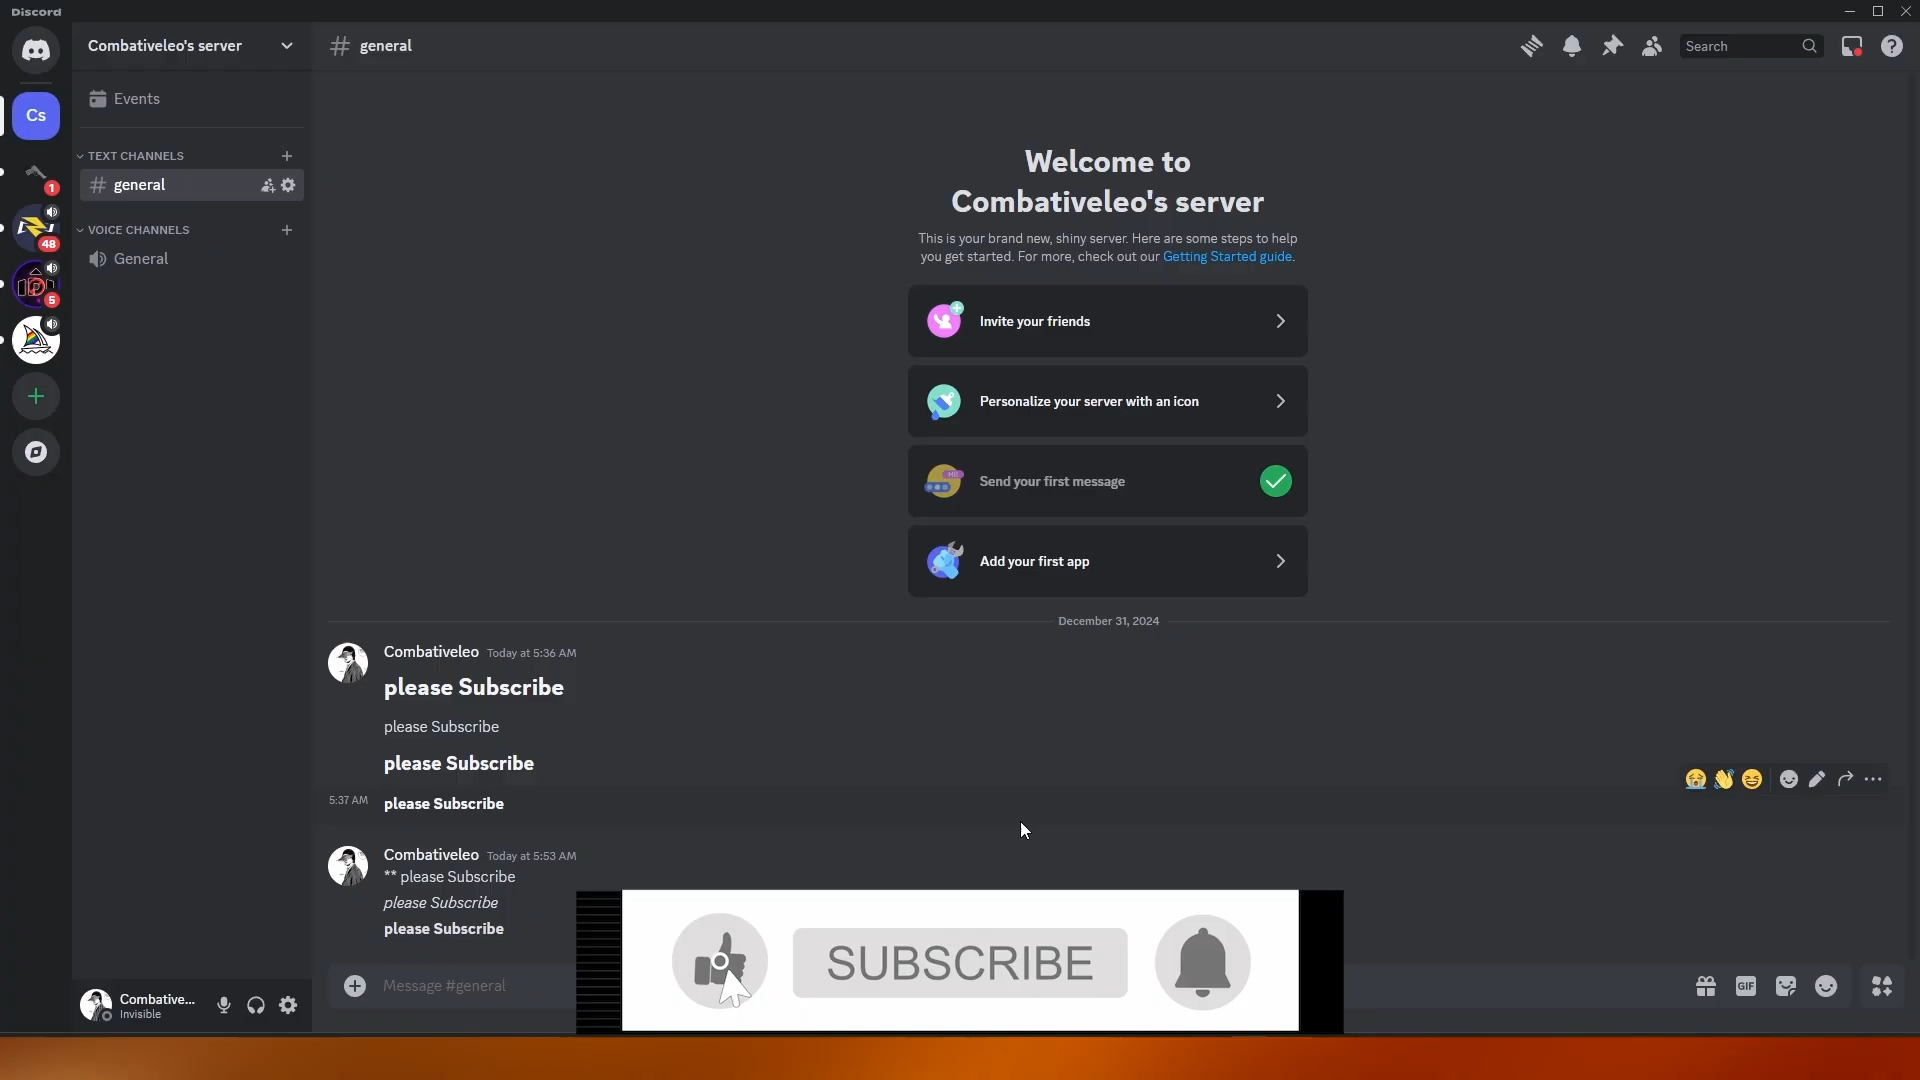 Discord
Combativeleo's server
general
Search
Events
Cs
TEXT CHANNELS
general
1
48
5
VOICE CHANNELS
General
Welcome to
Combativeleo's server
This is your brand new, shiny server. Here are some steps to help
you get started. For more, check out our Getting Started guide.
Invite your friends
Personalize your server with an icon
Send your first message
Add your first app
December 31, 2024
Combativeleo Today at 5:36 AM
please Subscribe
please Subscribe
please Subscribe
5:37 AM please Subscribe
Combativeleo Today at 5:53 AM
** please Subscribe
please Subscribe
please Subscribe
SUBSCRIBE
Message #general
GIF
Combative...
Invisible